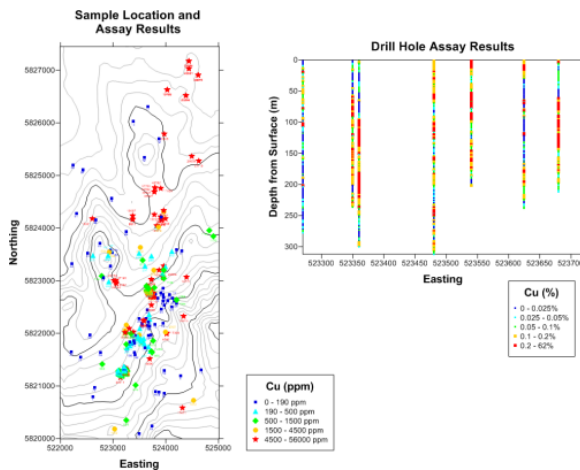 Sample Location and
Assay Results
5827000
5826000
5825000
5824000
5823000
5822000
5821000
5820000
Northing
522000
523000
524000
525000
Easting
Cu (ppm)
0 - 190 ppm
190 - 500 ppm
500 - 1500 ppm
1500 - 4500 ppm
4500 - 56000 ppm
Drill Hole Assay Results
0
50
100
150
200
250
300
Depth from Surface (m)
523300
523350
523400
523450
523500
523550
523600
523650
Easting
Cu (%)
0 - 0.025%
0.025 - 0.05%
0.05 - 0.1%
0.1 - 0.2%
0.2 - 62%